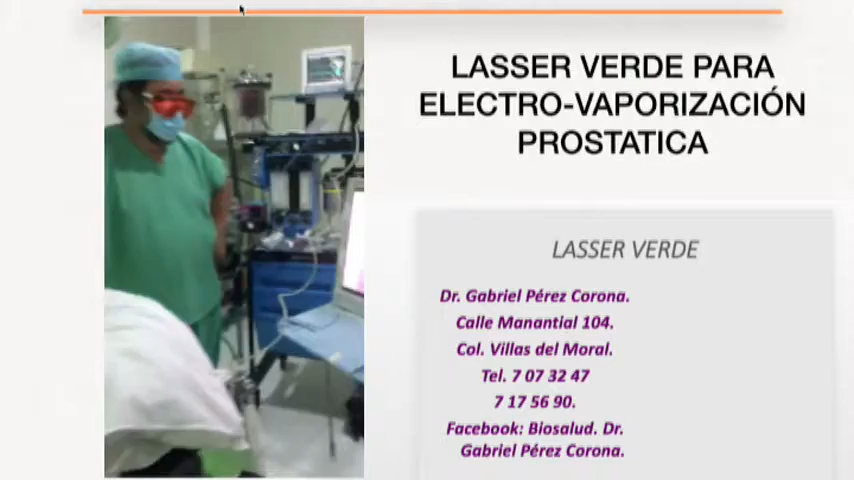 LASSER VERDE PARA
ELECTRO-VAPORIZACIÓN
PROSTATICA
LASSER VERDE
Dr. Gabriel Pérez Corona.
Calle Manantial 104.
Col. Villas del Moral.
Tel. 7 07 32 47
7 17 56 90.
Facebook: Biosalud. Dr.
Gabriel Pérez Corona.